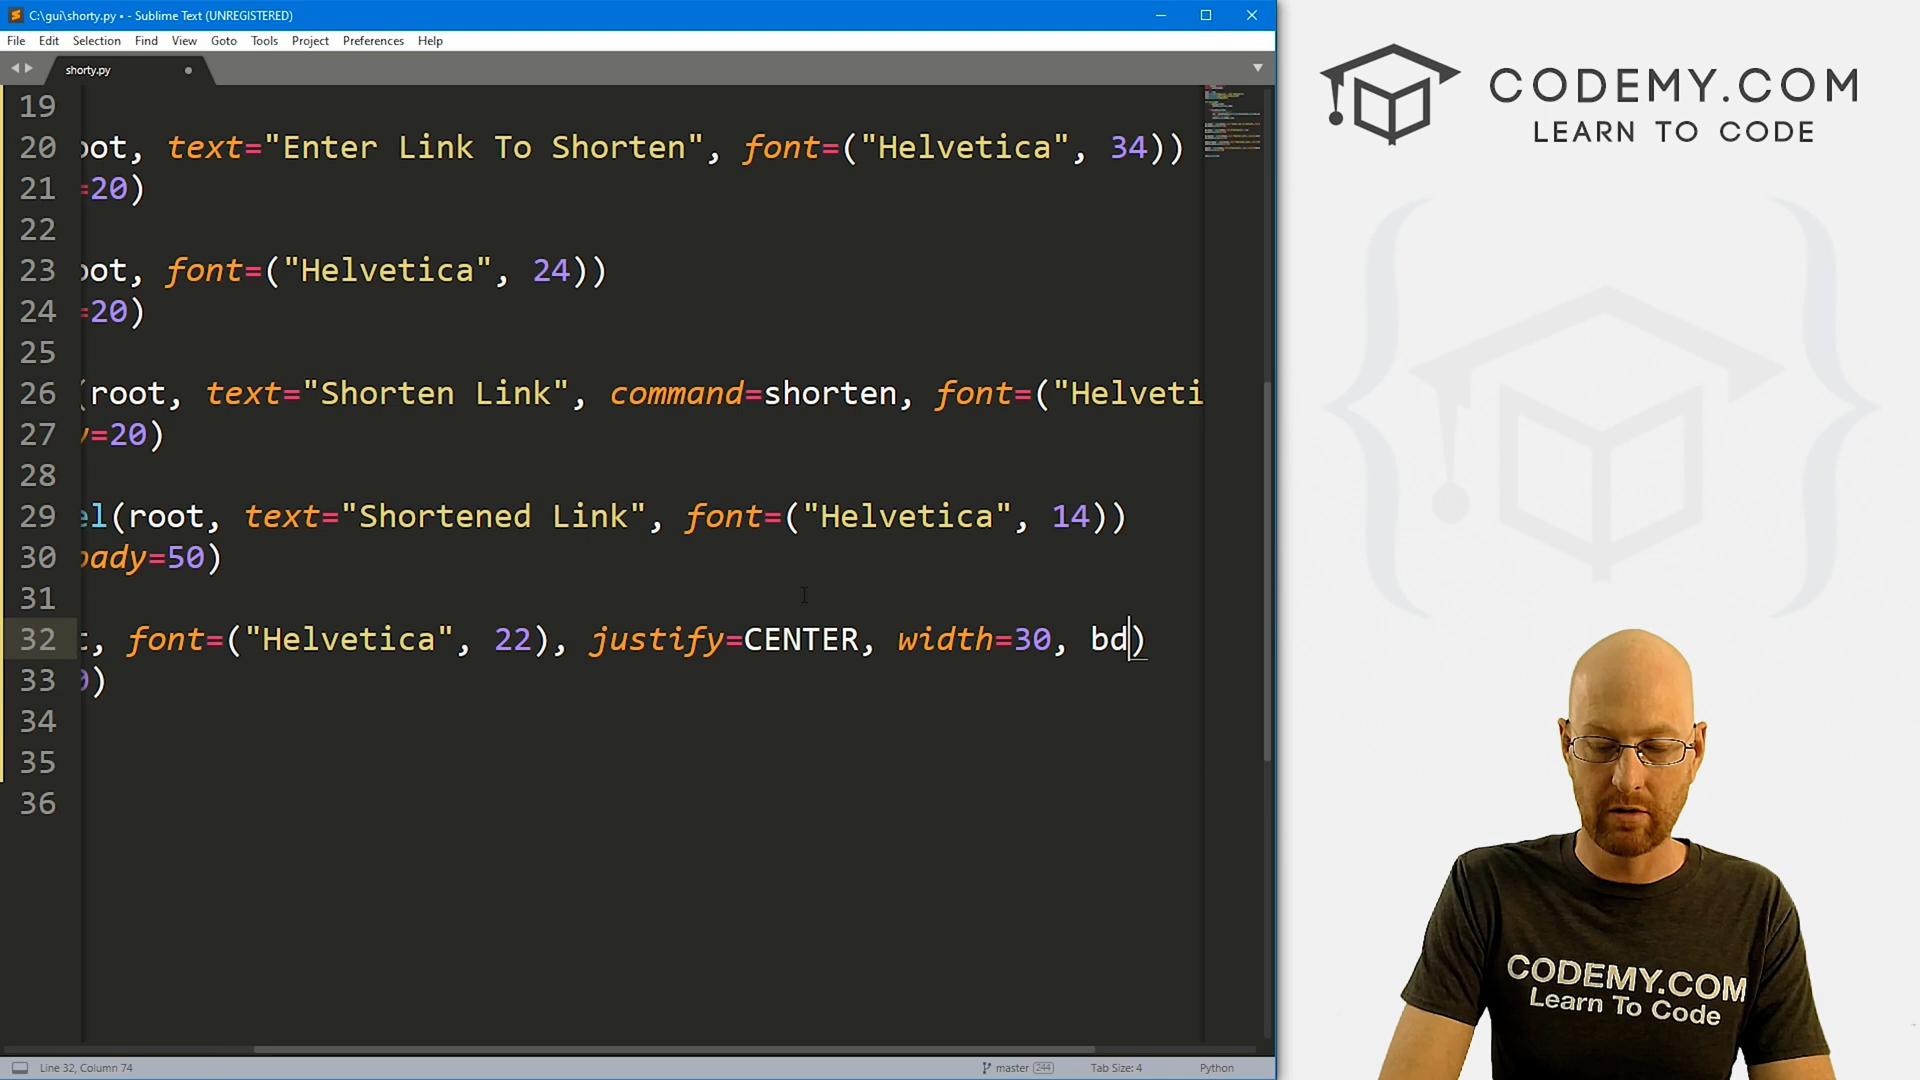 C:\gui\shorty.py • - Sublime Text (UNREGISTERED)
File Edit Selection Find View Goto Tools Project Preferences Help
shorty.py
19
20 oot, text="Enter Link To Shorten", font=("Helvetica", 34))
21 =20)
22
23 oot, font=("Helvetica", 24))
24 =20)
25
26 (root, text="Shorten Link", command=shorten, font=("Helveti
27 y=20)
28
29 el(root, text="Shortened Link", font=("Helvetica", 14))
30 pady=50)
31
32 t, font=("Helvetica", 22), justify=CENTER, width=30, bd)
33 0)
34
35
36
Line 32, Column 74
master 244
Tab Size: 4
Python
CODEMY.COM
LEARN TO CODE
CODEMY.COM
Learn To Code